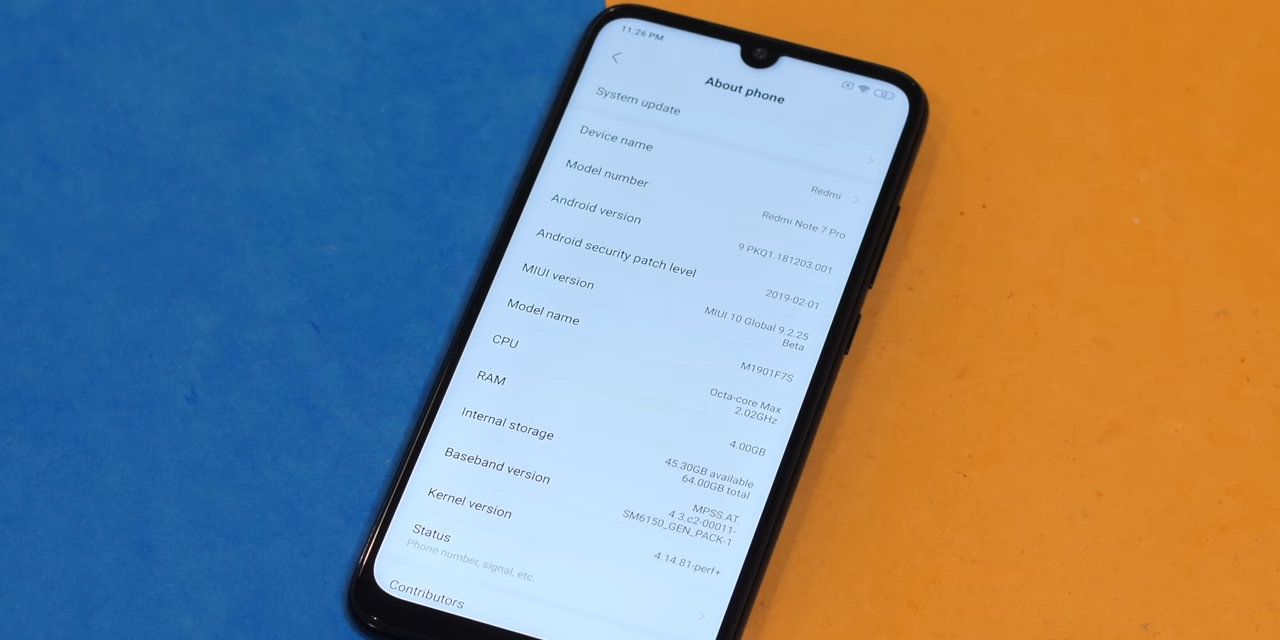 11:26 PM
About phone
System update
Device name
Redmi
Model number
Redmi Note 7 Pro
Android version
9 PKQ1.181203.001
Android security patch level
2019-02-01
MIUI version
MIUI 10 Global 9.2.25
Beta
Model name
M1901F7S
CPU
Octa-core Max
2.02GHz
RAM
4.00GB
Internal storage
45.30GB available
64.00GB total
Baseband version
MPSS.AT.
4.3.c2-00011-
SM6150_GEN_PACK-1
Kernel version
4.14.81-perf+
Status
Phone number, signal, etc.
Contributors